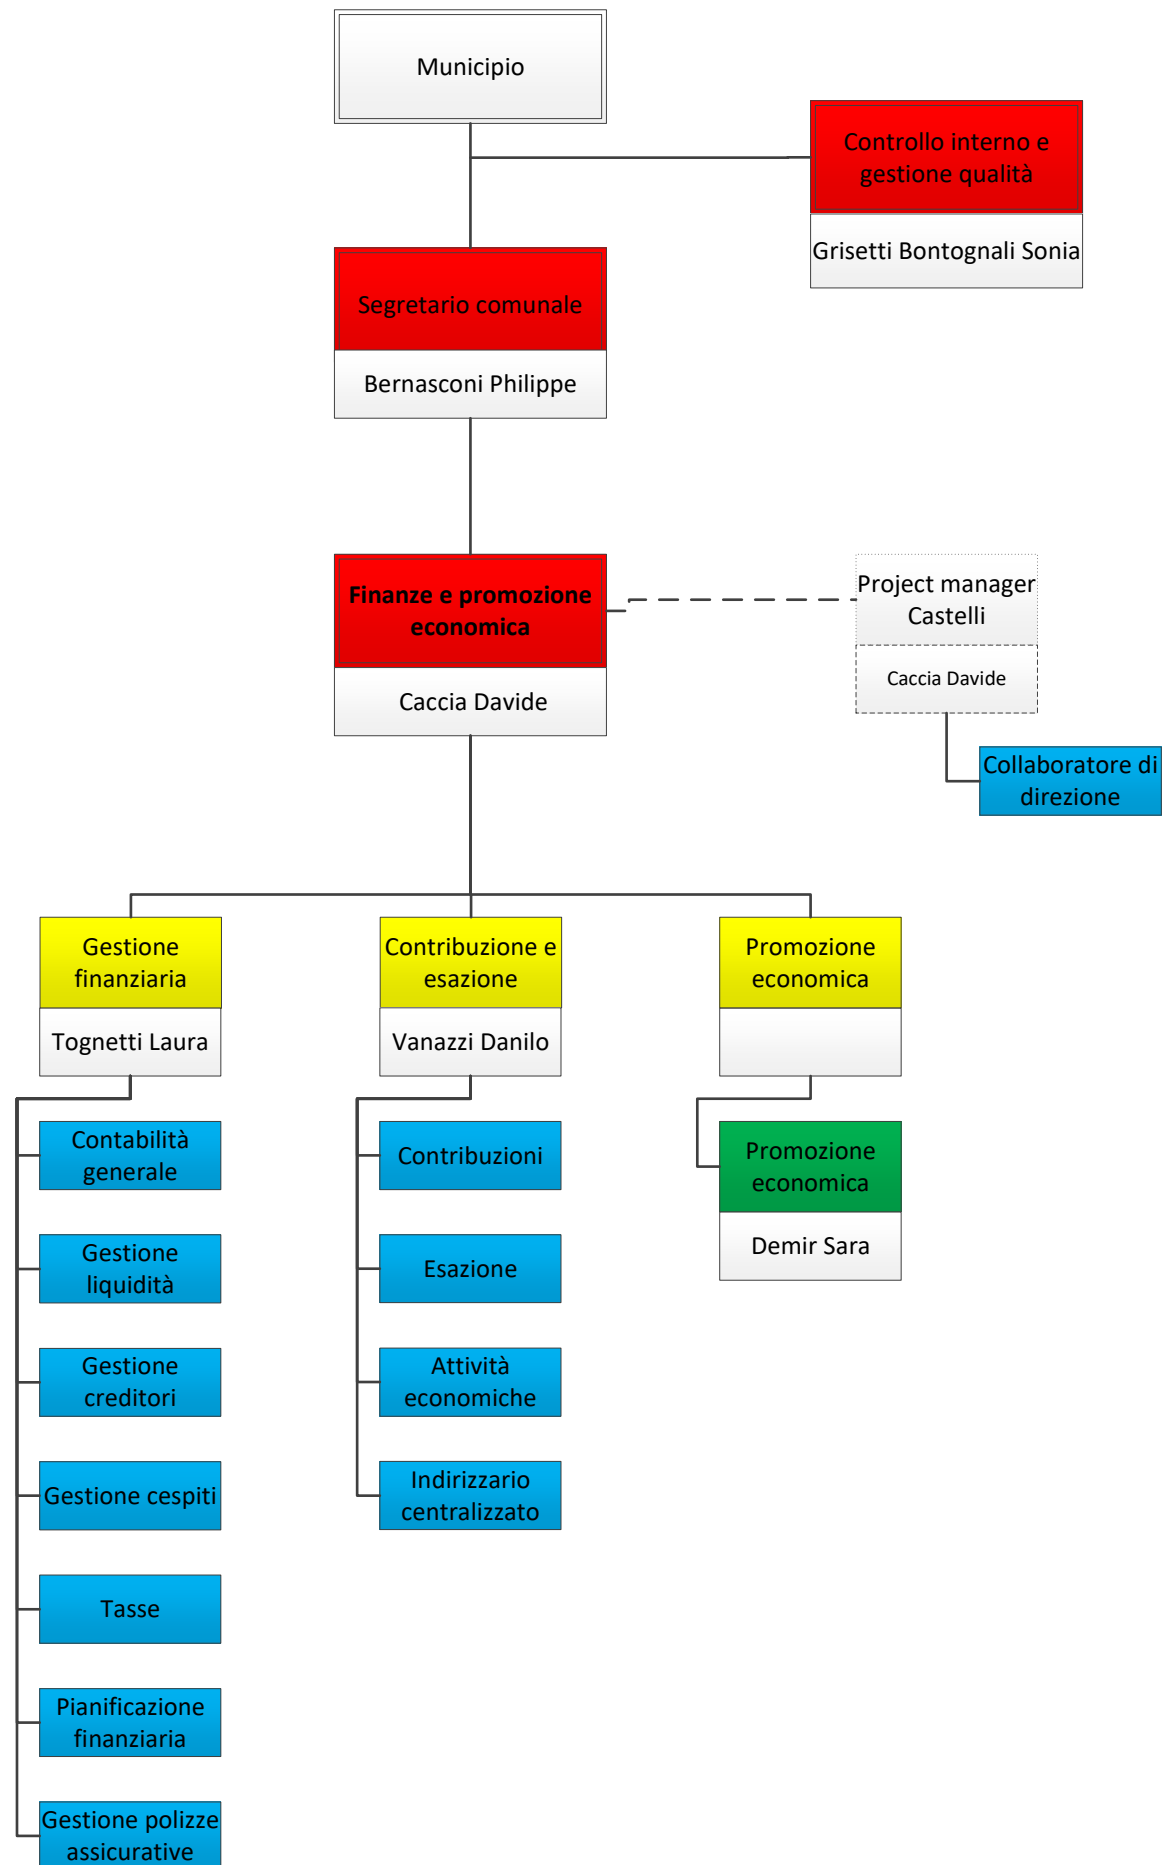 Municipio
Controllo interno e
gestione qualità
Grisetti Bontognali Sonia
Segretario comunale
Bernasconi Philippe
Finanze e promozione
economica
Caccia Davide
Project manager
Castelli
Caccia Davide
Collaboratore di
direzione
Gestione
finanziaria
Tognetti Laura
Contabilità
generale
Gestione
liquidità
Gestione
creditori
Gestione cespiti
Tasse
Pianificazione
finanziaria
Gestione polizze
assicurative
Contribuzione e
esazione
Vanazzi Danilo
Contribuzioni
Esazione
Attività
economiche
Indirizzario
centralizzato
Promozione
economica
Promozione
economica
Demir Sara